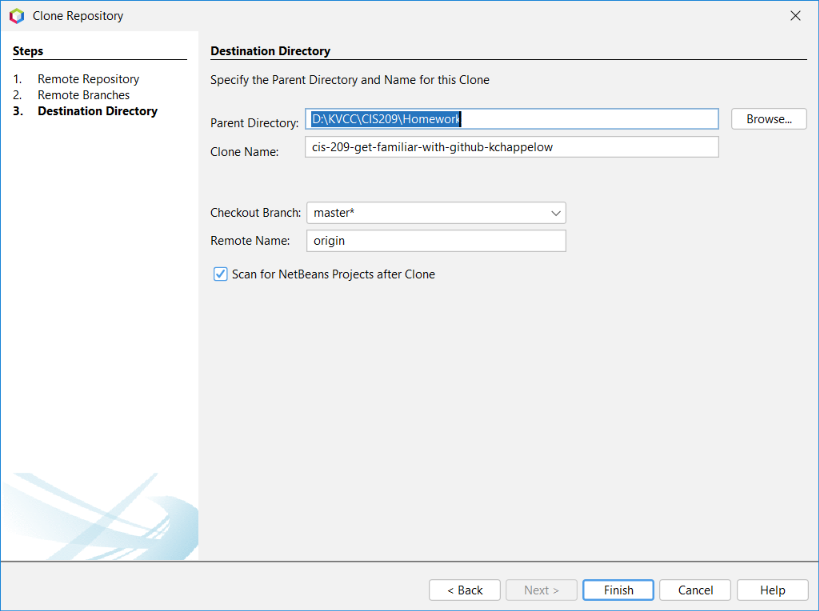 Clone Repository
Steps
1. Remote Repository
2. Remote Branches
3. Destination Directory
Destination Directory
Specify the Parent Directory and Name for this Clone
Parent Directory: D:\KVCC\CIS209\Homework Browse...
Clone Name: cis-209-get-familiar-with-github-kchappelow
Checkout Branch: master*
Remote Name: origin
Scan for NetBeans Projects after Clone
< Back Next > Finish Cancel Help